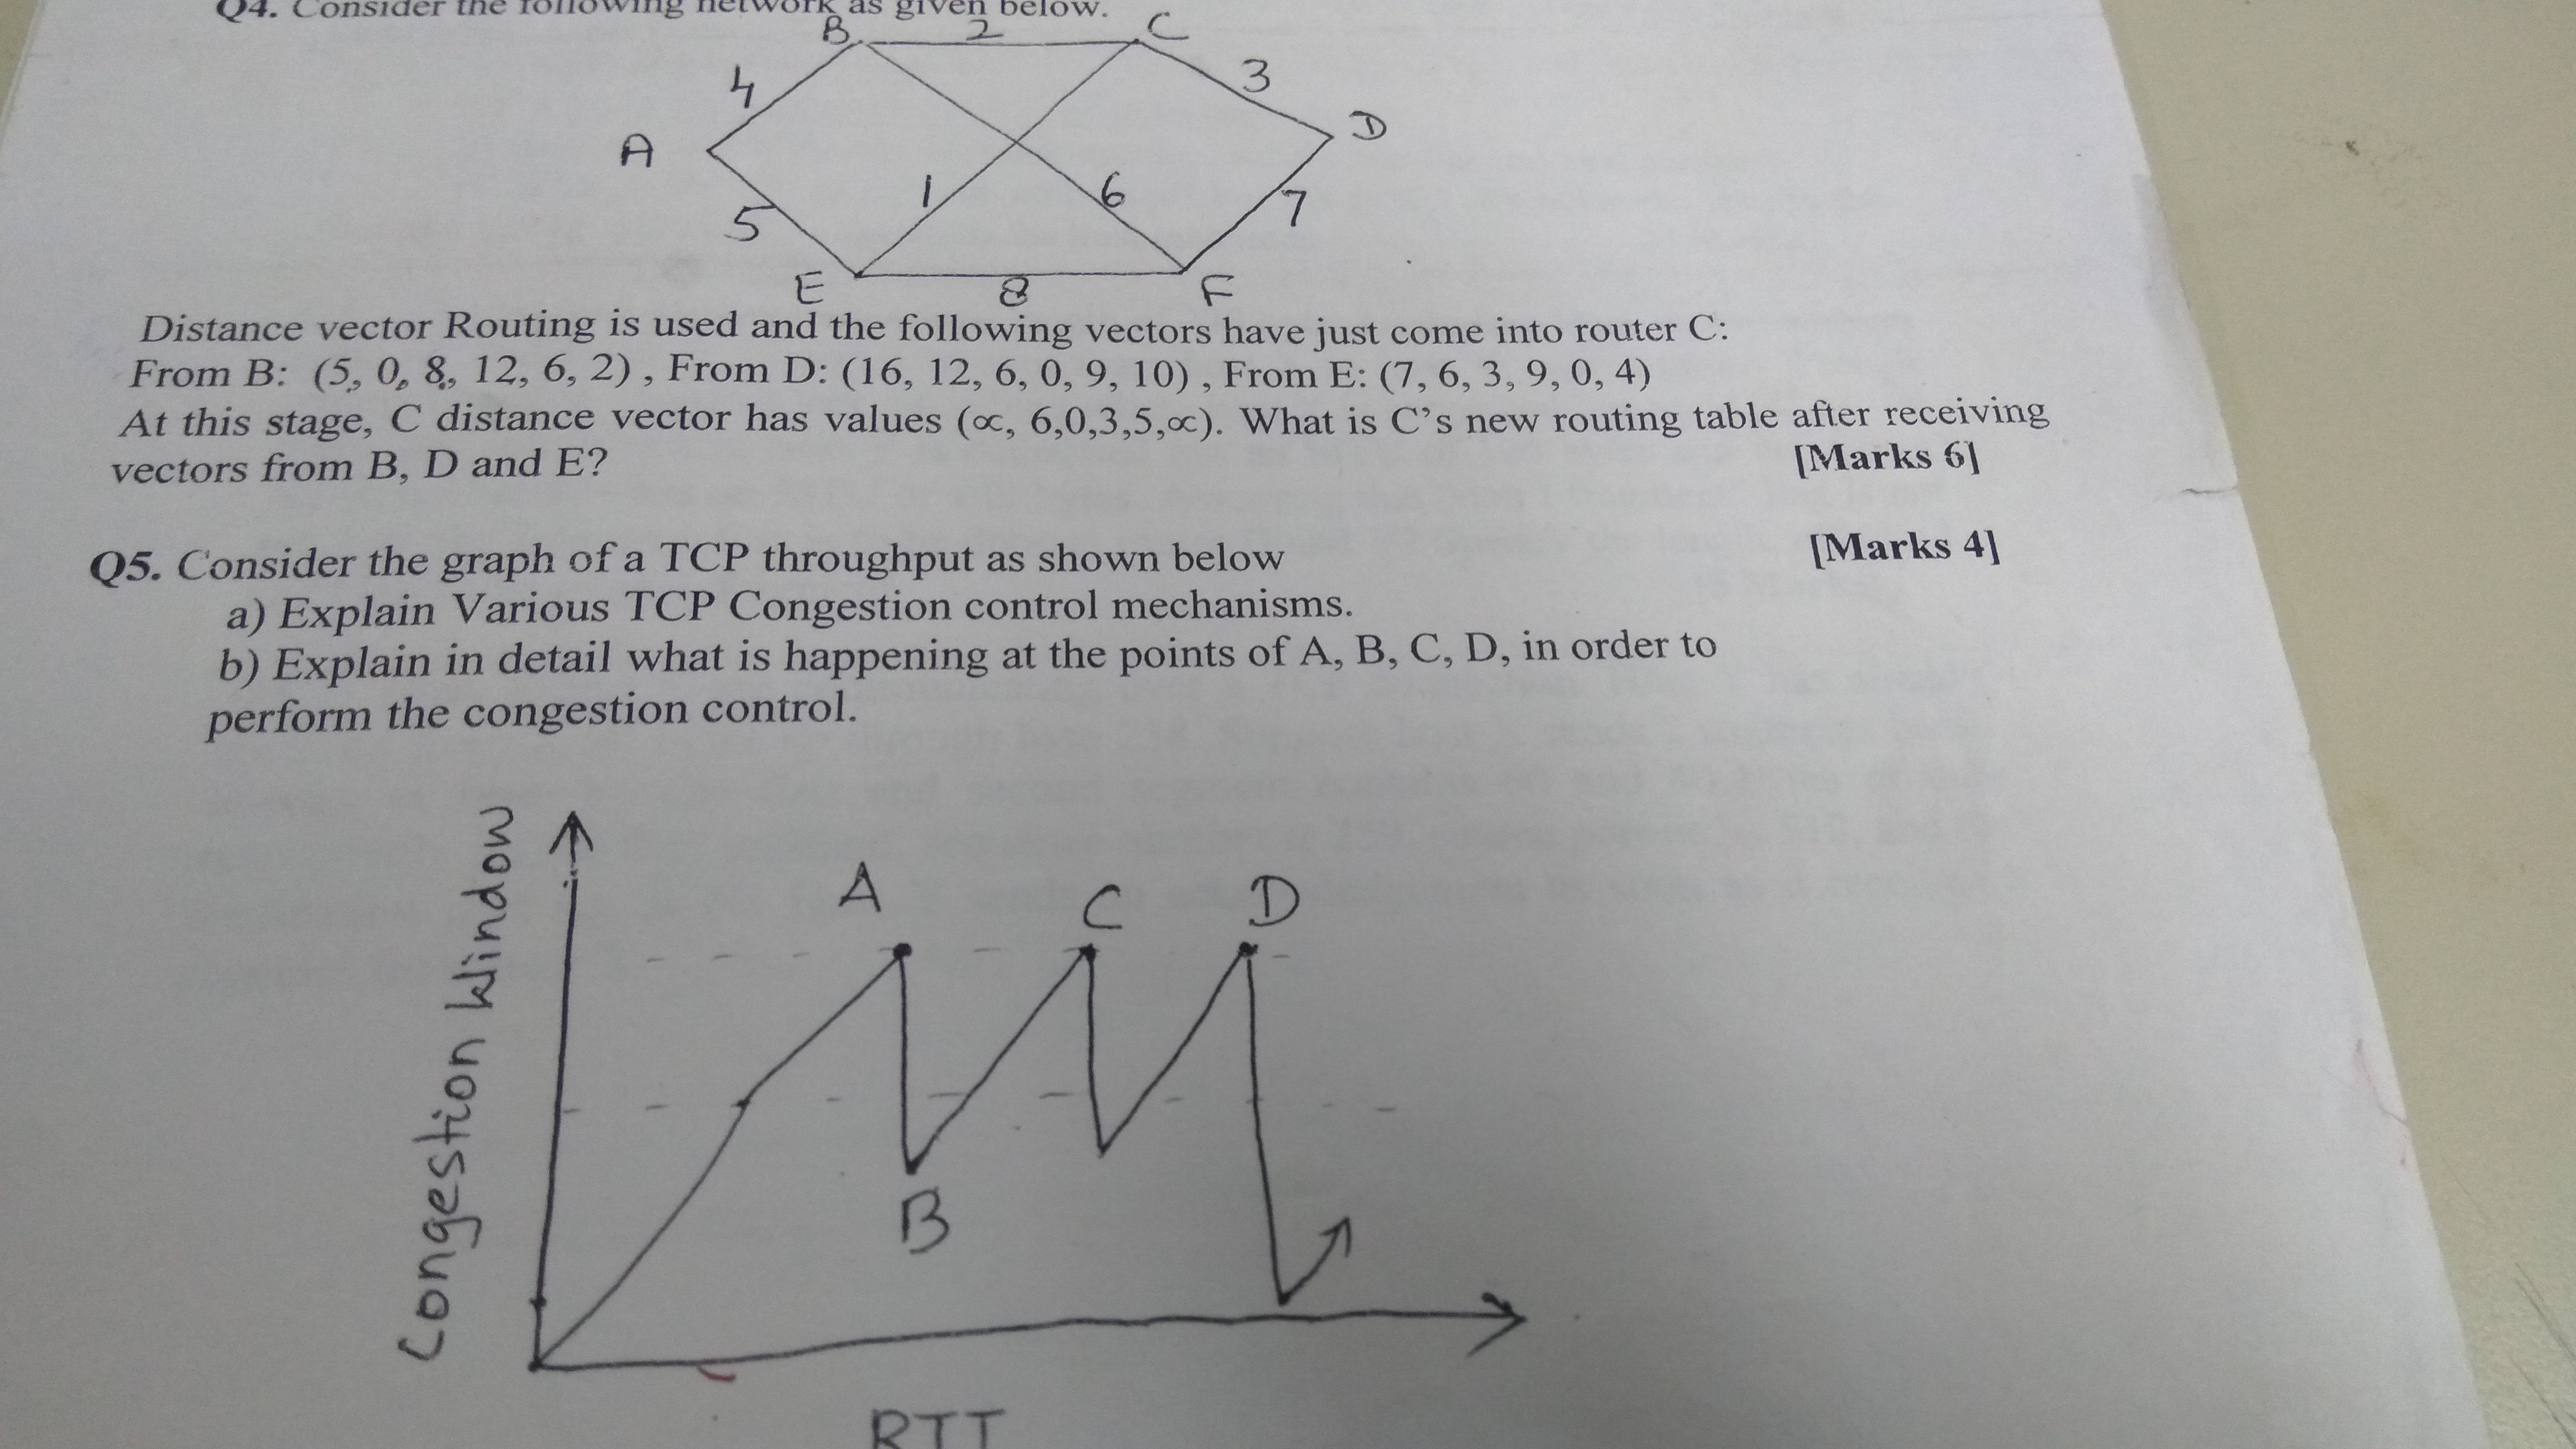 Q4. Consider the following network as given below.
B 2 C
4 3
A D
1 6
5 7
E 8 F
Distance vector Routing is used and the following vectors have just come into router C:
From B: (5, 0, 8, 12, 6, 2) , From D: (16, 12, 6, 0, 9, 10) , From E: (7, 6, 3, 9, 0, 4)
At this stage, C distance vector has values (∝, 6,0,3,5,∝). What is C's new routing table after receiving
vectors from B, D and E? [Marks 6]
Q5. Consider the graph of a TCP throughput as shown below [Marks 4]
a) Explain Various TCP Congestion control mechanisms.
b) Explain in detail what is happening at the points of A, B, C, D, in order to
perform the congestion control.
Congestion Window
A C D
B
RTT